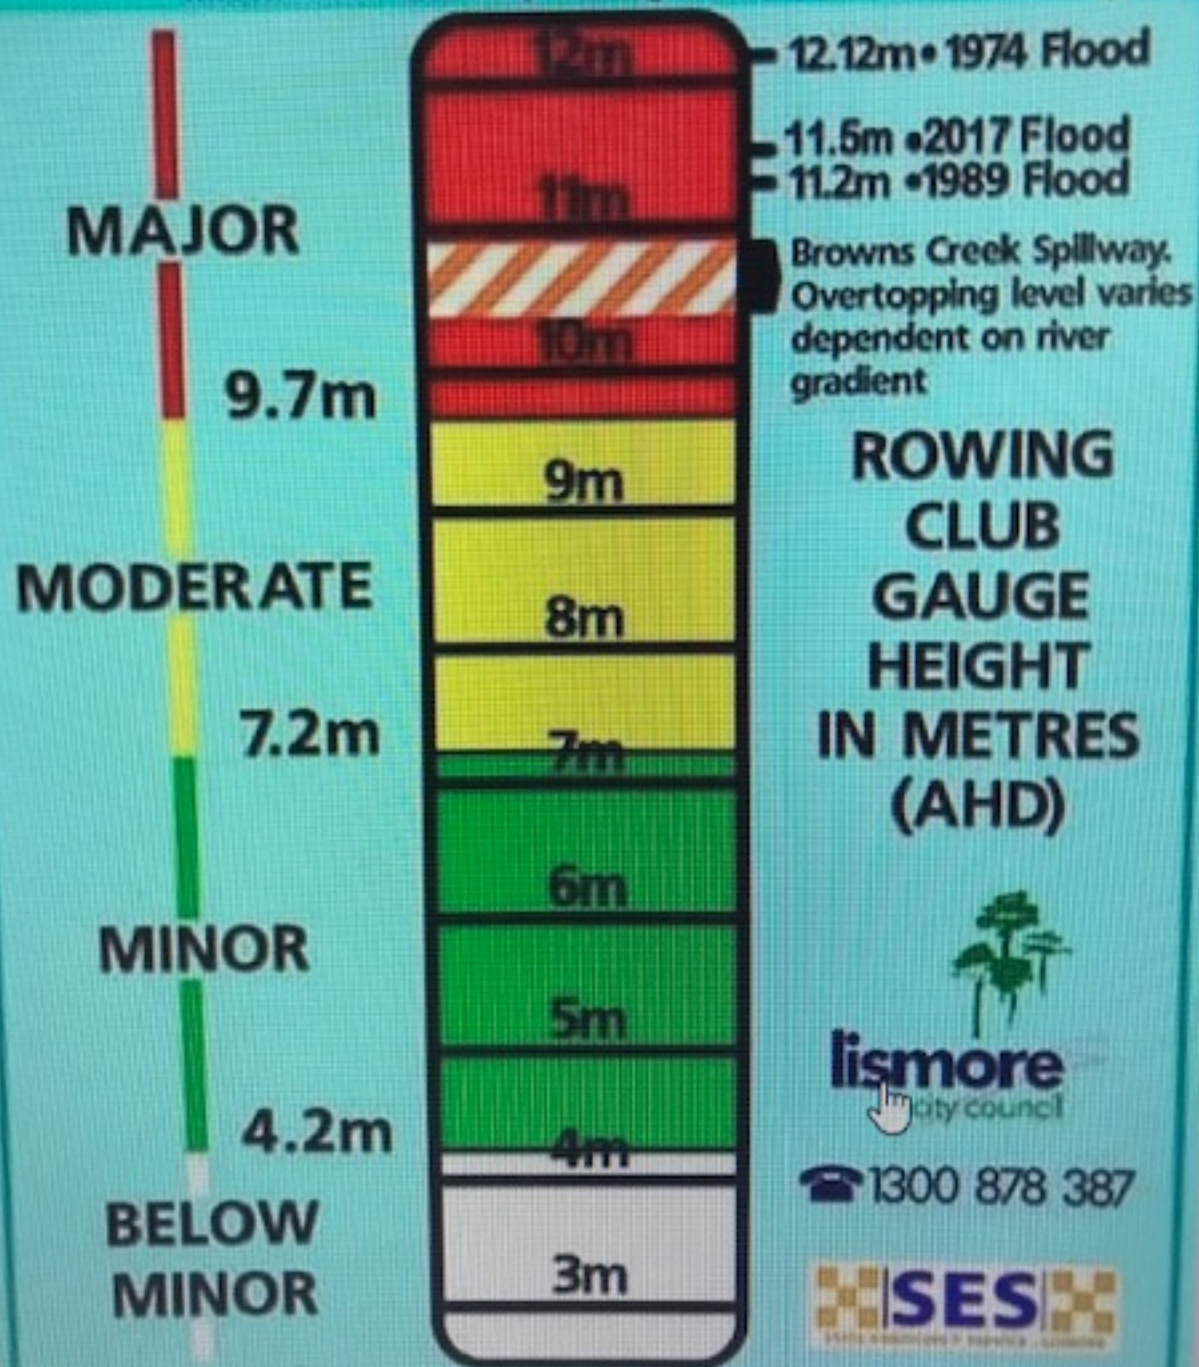 12m
12.12m• 1974 Flood
11.5m •2017 Flood
11.2m •1989 Flood
11m
MAJOR
Browns Creek Spillway.
Overtopping level varies
dependent on river
gradient
10m
9.7m
9m
ROWING
CLUB
GAUGE
HEIGHT
IN METRES
(AHD)
MODERATE
8m
7.2m
7m
6m
MINOR
5m
lismore
city council
4.2m
4m
1300 878 387
BELOW
MINOR
3m
SES